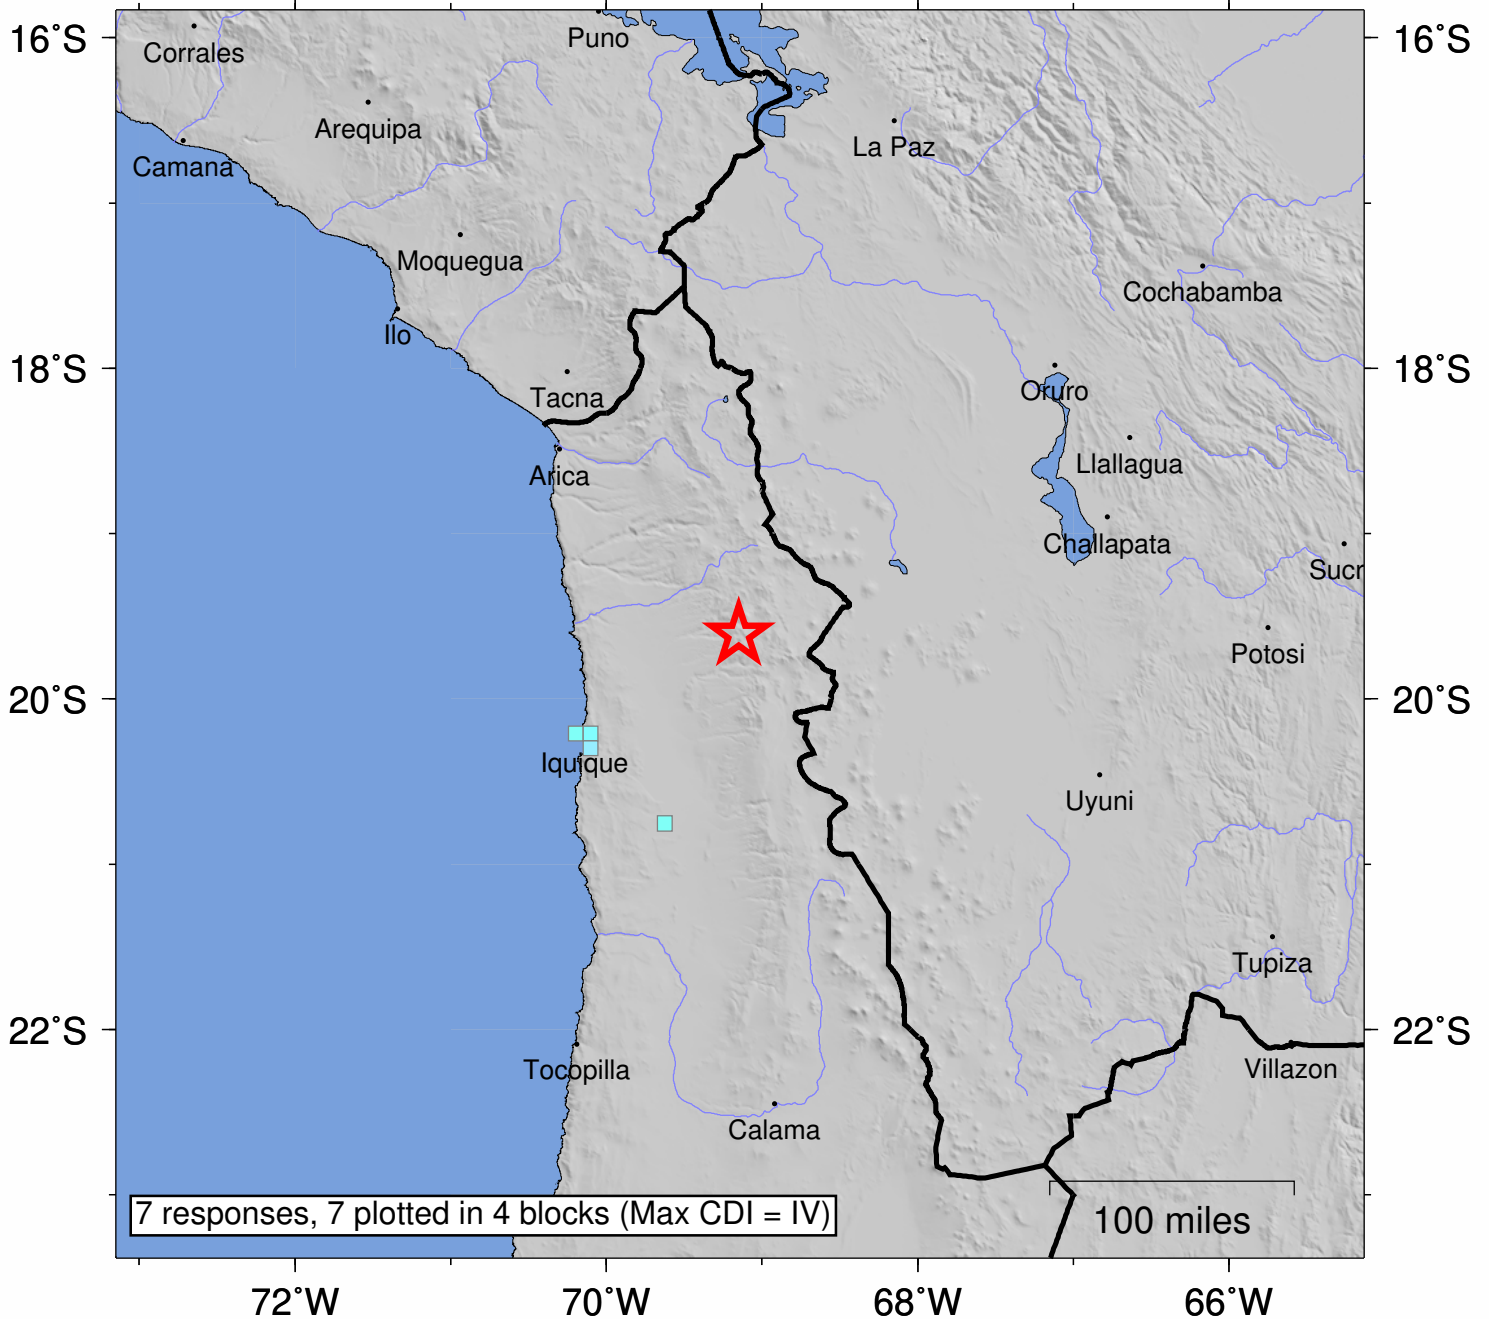 16°S
16°S
Corrales
Puno
Arequipa
La Paz
Camana
Moquegua
Cochabamba
Ilo
18°S
18°S
Tacna
Oruro
Arica
Llallagua
Challapata
Sucr
Potosi
20°S
20°S
Iquique
Uyuni
Tupiza
22°S
22°S
Tocopilla
Villazon
Calama
7 responses, 7 plotted in 4 blocks (Max CDI = IV)
100 miles
72°W
70°W
68°W
66°W